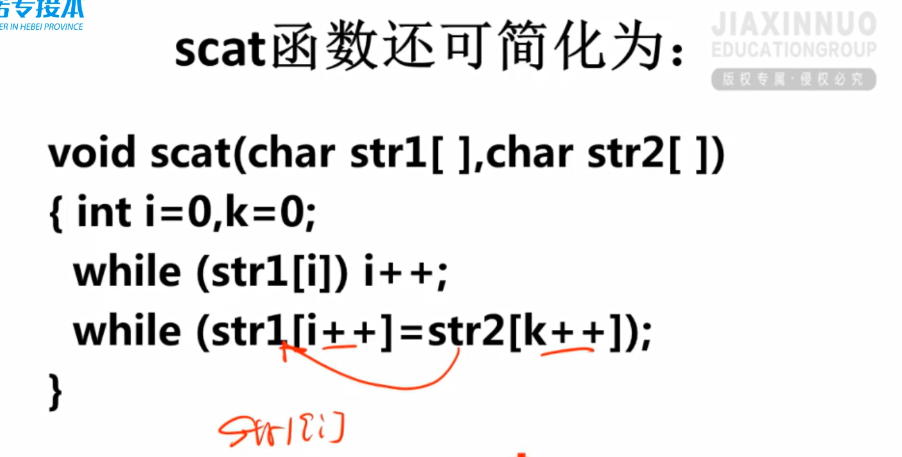 诺专接本
ER IN HEBEI PROVINCE
JIAXINNUO
EDUCATIONGROUP
版权专属·侵权必究
scat函数还可简化为：
void scat(char str1[ ],char str2[ ])
{ int i=0,k=0;
while (str1[i]) i++;
while (str1[i++]=str2[k++]);
}
str1[i]